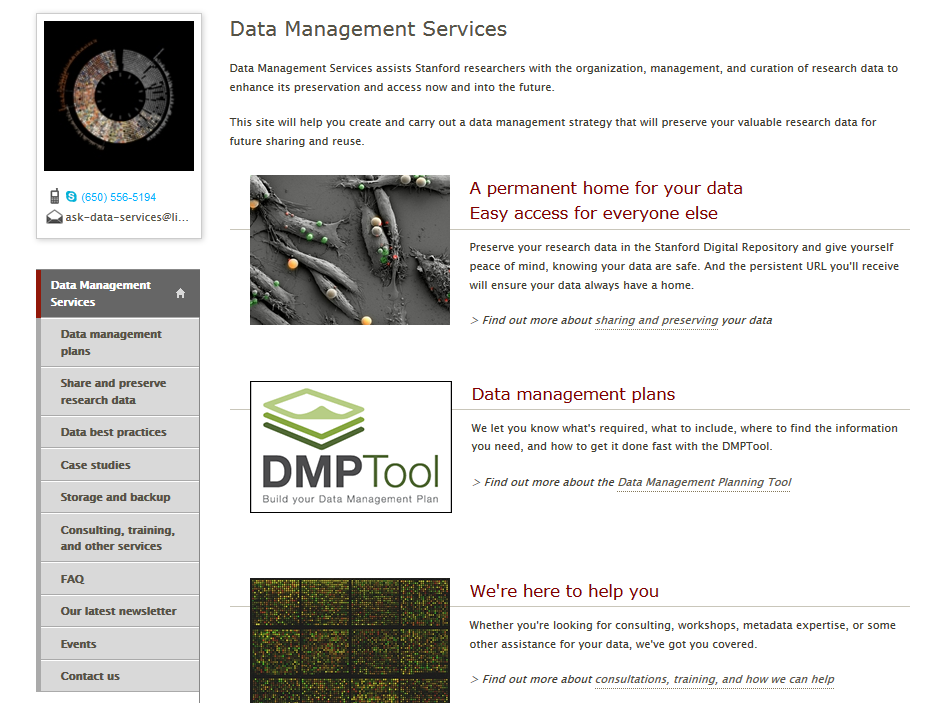 Data Management Services
Data Management Services assists Stanford researchers with the organization, management, and curation of research data to
enhance its preservation and access now and into the future.
This site will help you create and carry out a data management strategy that will preserve your valuable research data for
future sharing and reuse.
(650) 556-5194
ask-data-services@li...
Data Management
Services
Data management
plans
Share and preserve
research data
Data best practices
Case studies
Storage and backup
Consulting, training,
and other services
FAQ
Our latest newsletter
Events
Contact us
A permanent home for your data
Easy access for everyone else
Preserve your research data in the Stanford Digital Repository and give yourself
peace of mind, knowing your data are safe. And the persistent URL you'll receive
will ensure your data always have a home.
> Find out more about sharing and preserving your data
DMPTool
Build your Data Management Plan
Data management plans
We let you know what's required, what to include, where to find the information
you need, and how to get it done fast with the DMPTool.
> Find out more about the Data Management Planning Tool
We're here to help you
Whether you're looking for consulting, workshops, metadata expertise, or some
other assistance for your data, we've got you covered.
> Find out more about consultations, training, and how we can help